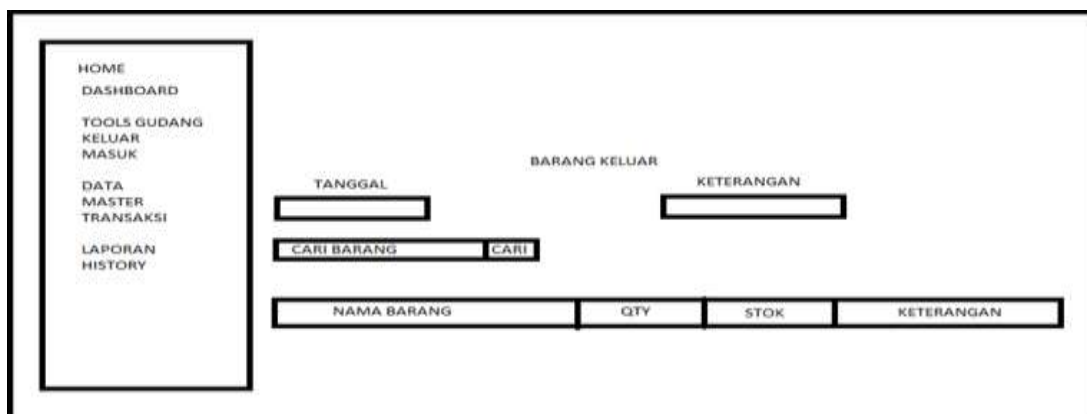 HOME
DASHBOARD
TOOLS GUDANG
KELUAR
MASUK
DATA
MASTER
TRANSAKSI
LAPORAN
HISTORY
BARANG KELUAR
TANGGAL
KETERANGAN
CARI BARANG CARI
NAMA BARANG QTY STOK KETERANGAN